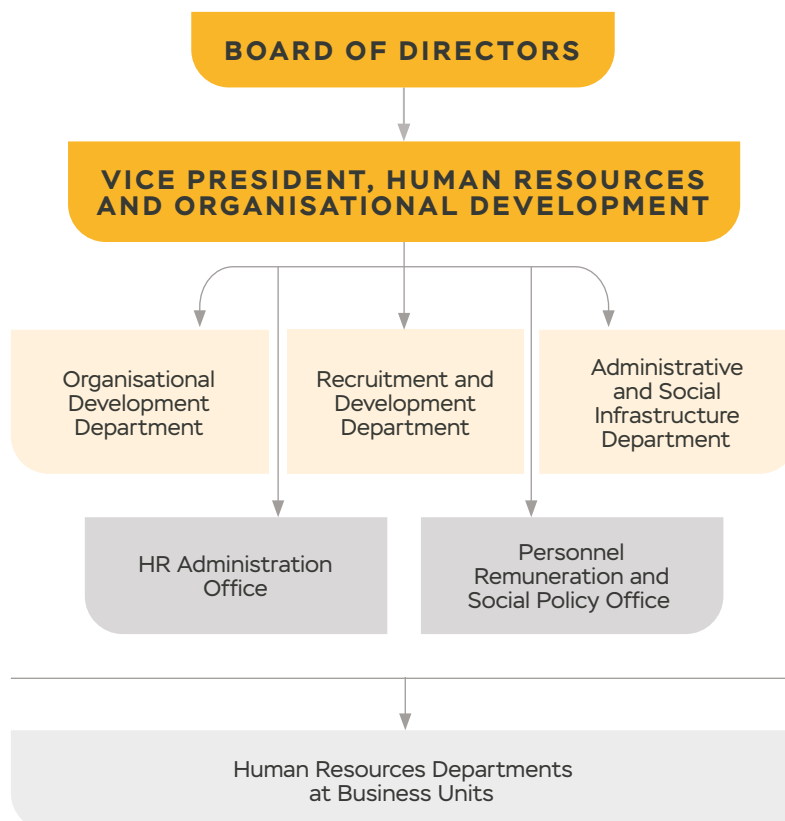 BOARD OF DIRECTORS
VICE PRESIDENT, HUMAN RESOURCES
AND ORGANISATIONAL DEVELOPMENT
Organisational
Development
Department
Recruitment and
Development
Department
Administrative
and Social
Infrastructure
Department
HR Administration
Office
Personnel
Remuneration and
Social Policy Office
Human Resources Departments
at Business Units